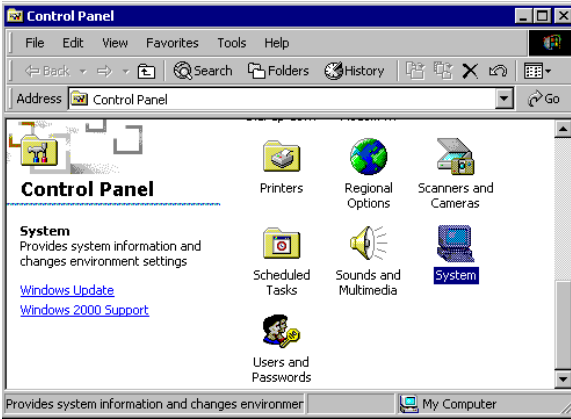 Control Panel
File Edit View Favorites Tools Help
Back Search Folders History
Address Control Panel Go
Control Panel
Printers Regional Options Scanners and Cameras
System
Provides system information and
changes environment settings
Windows Update
Windows 2000 Support
Scheduled Tasks Sounds and Multimedia System
Users and Passwords
Provides system information and changes environmer My Computer